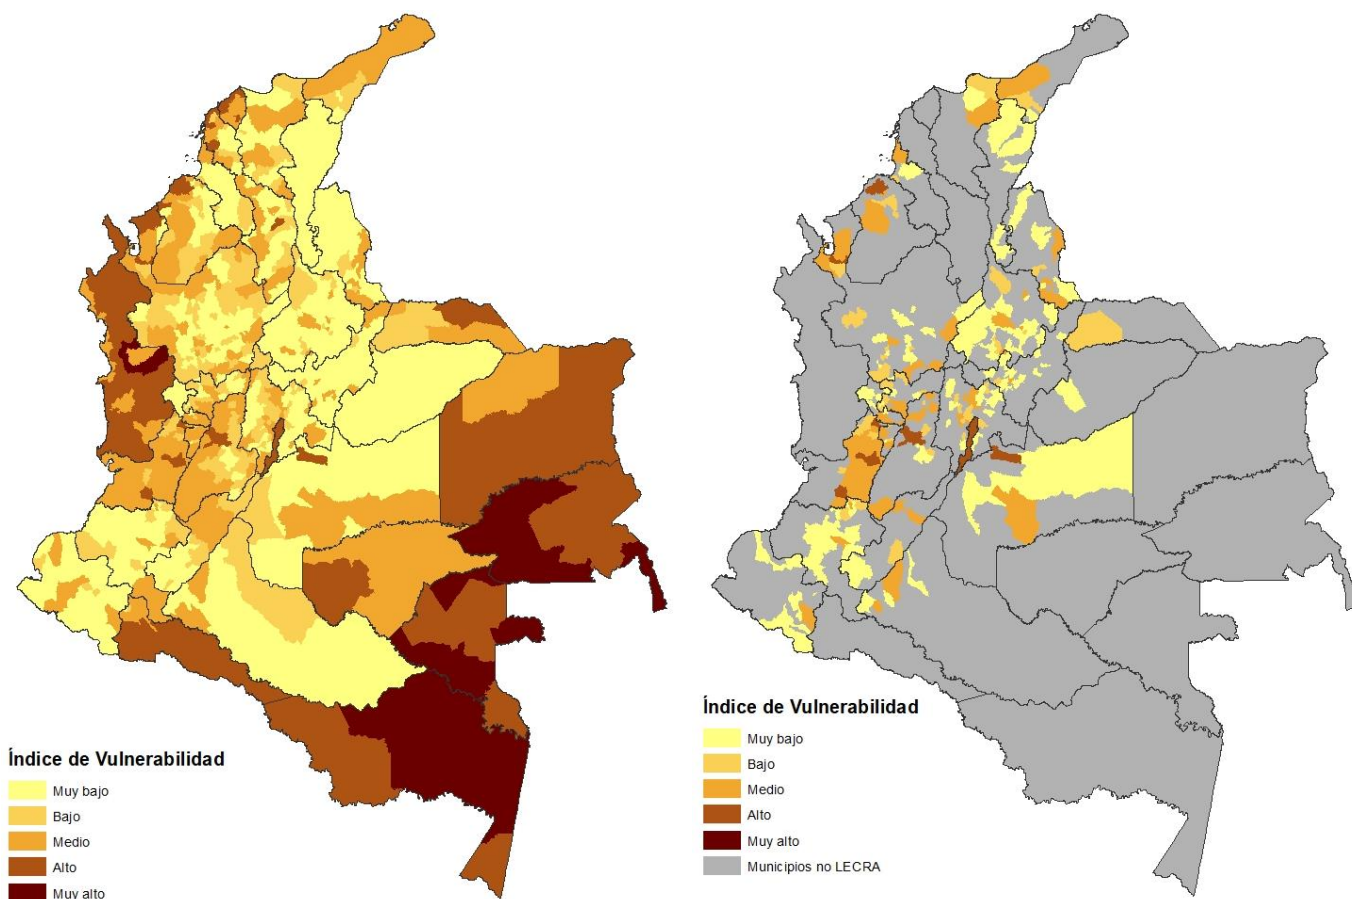 Índice de Vulnerabilidad
Muy bajo
Bajo
Medio
Alto
Muy alto
Índice de Vulnerabilidad
Muy bajo
Bajo
Medio
Alto
Muy alto
Municipios no LECRA